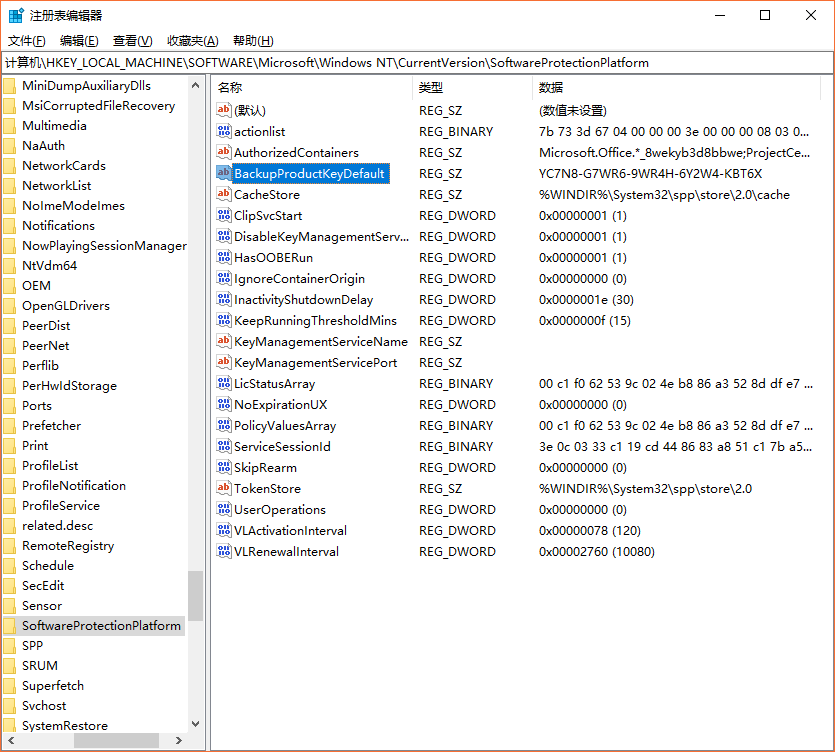 注册表编辑器
文件(F) 编辑(E) 查看(V) 收藏夹(A) 帮助(H)
计算机\HKEY_LOCAL_MACHINE\SOFTWARE\Microsoft\Windows NT\CurrentVersion\SoftwareProtectionPlatform
MiniDumpAuxiliaryDlls
MsiCorruptedFileRecovery
Multimedia
NaAuth
NetworkCards
NetworkList
NoImeModeImes
Notifications
NowPlayingSessionManager
NtVdm64
OEM
OpenGLDrivers
PeerDist
PeerNet
Perflib
PerHwIdStorage
Ports
Prefetcher
Print
ProfileList
ProfileNotification
ProfileService
related.desc
RemoteRegistry
Schedule
SecEdit
Sensor
SoftwareProtectionPlatform
SPP
SRUM
Superfetch
Svchost
SystemRestore
名称 类型 数据
(默认) REG_SZ (数值未设置)
actionlist REG_BINARY 7b 73 3d 67 04 00 00 00 3e 00 00 00 08 03 0...
AuthorizedContainers REG_SZ Microsoft.Office.*_8wekyb3d8bbwe;ProjectCe...
BackupProductKeyDefault REG_SZ YC7N8-G7WR6-9WR4H-6Y2W4-KBT6X
CacheStore REG_SZ %WINDIR%\System32\spp\store\2.0\cache
ClipSvcStart REG_DWORD 0x00000001 (1)
DisableKeyManagementServ... REG_DWORD 0x00000001 (1)
HasOOBERun REG_DWORD 0x00000001 (1)
IgnoreContainerOrigin REG_DWORD 0x00000000 (0)
InactivityShutdownDelay REG_DWORD 0x0000001e (30)
KeepRunningThresholdMins REG_DWORD 0x0000000f (15)
KeyManagementServiceName REG_SZ
KeyManagementServicePort REG_SZ
LicStatusArray REG_BINARY 00 c1 f0 62 53 9c 02 4e b8 86 a3 52 8d df e7 ...
NoExpirationUX REG_DWORD 0x00000000 (0)
PolicyValuesArray REG_BINARY 00 c1 f0 62 53 9c 02 4e b8 86 a3 52 8d df e7 ...
ServiceSessionId REG_BINARY 3e 0c 03 33 c1 19 cd 44 86 83 a8 51 c1 7b a5...
SkipRearm REG_DWORD 0x00000000 (0)
TokenStore REG_SZ %WINDIR%\System32\spp\store\2.0
UserOperations REG_DWORD 0x00000000 (0)
VLActivationInterval REG_DWORD 0x00000078 (120)
VLRenewalInterval REG_DWORD 0x00002760 (10080)